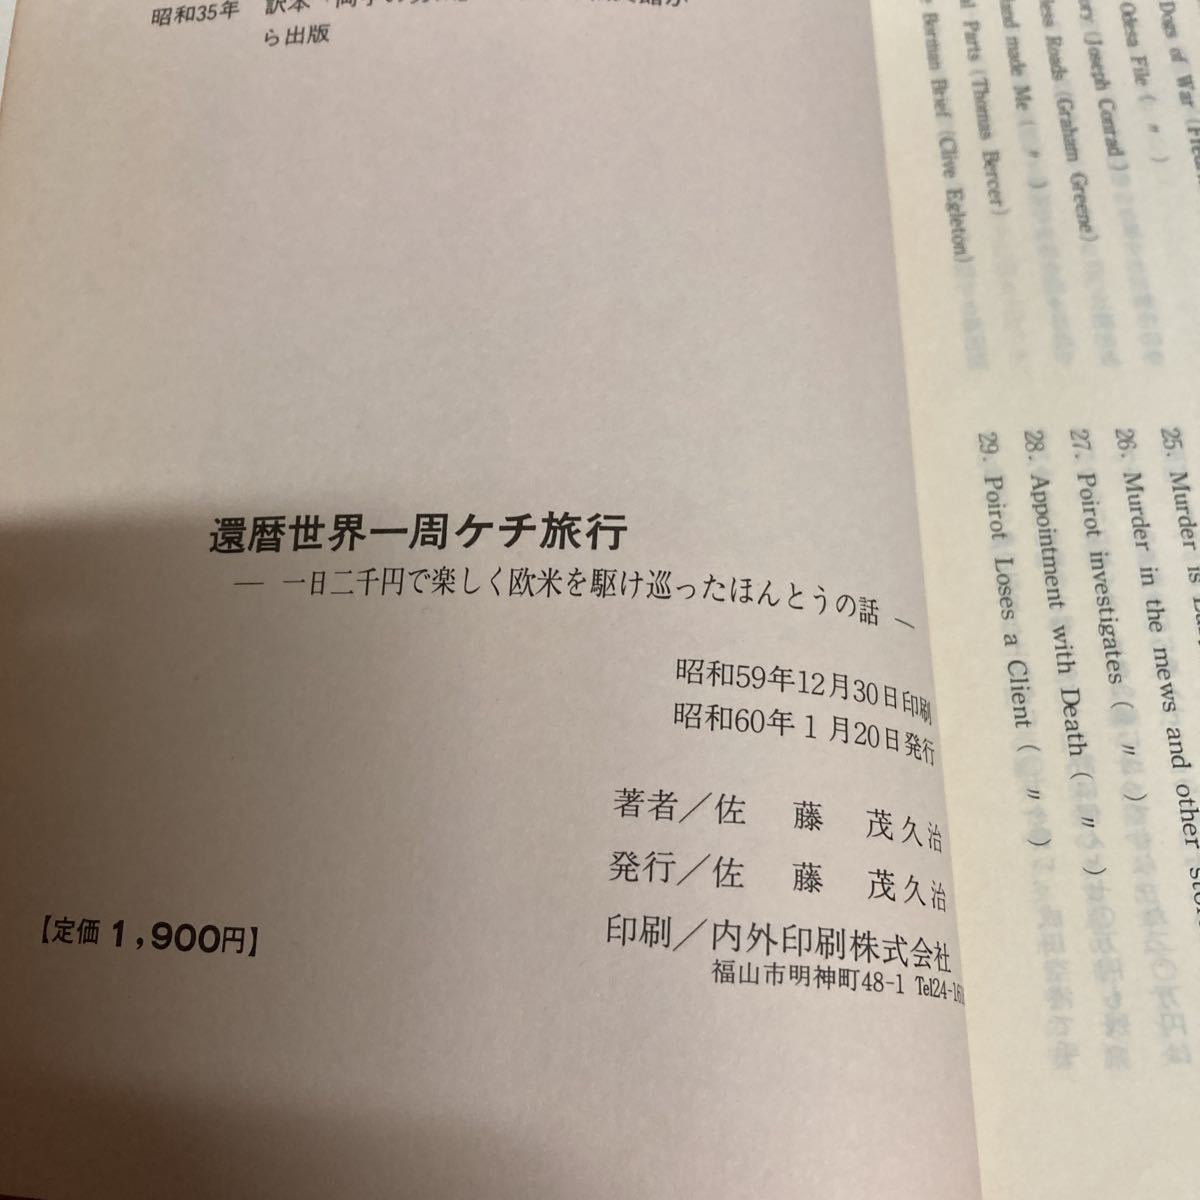 昭和35年
ら出版
還暦世界一周ケチ旅行
― 一日二千円で楽しく欧米を駆け巡ったほんとうの話 ―
昭和59年12月30日印刷
昭和60年1月20日発行
著者／佐 藤 茂久治
発行／佐 藤 茂久治
印刷／内外印刷株式会社
福山市明神町48-1 Tel24-161
【定価 1,900円】
Dogs of War (
Odesa File ( 〃 )
(Joseph Conrad)
less Roads (Graham Greene)
made Me ( 〃 )
Parts (Thomas Bercer)
Berman Brief (Clive Egleton)
25. Murder is
26. Murder in the mews and other
27. Poirot investigates ( 〃 )
28. Appointment with Death ( 〃 )
29. Poirot Loses a Client ( 〃 )